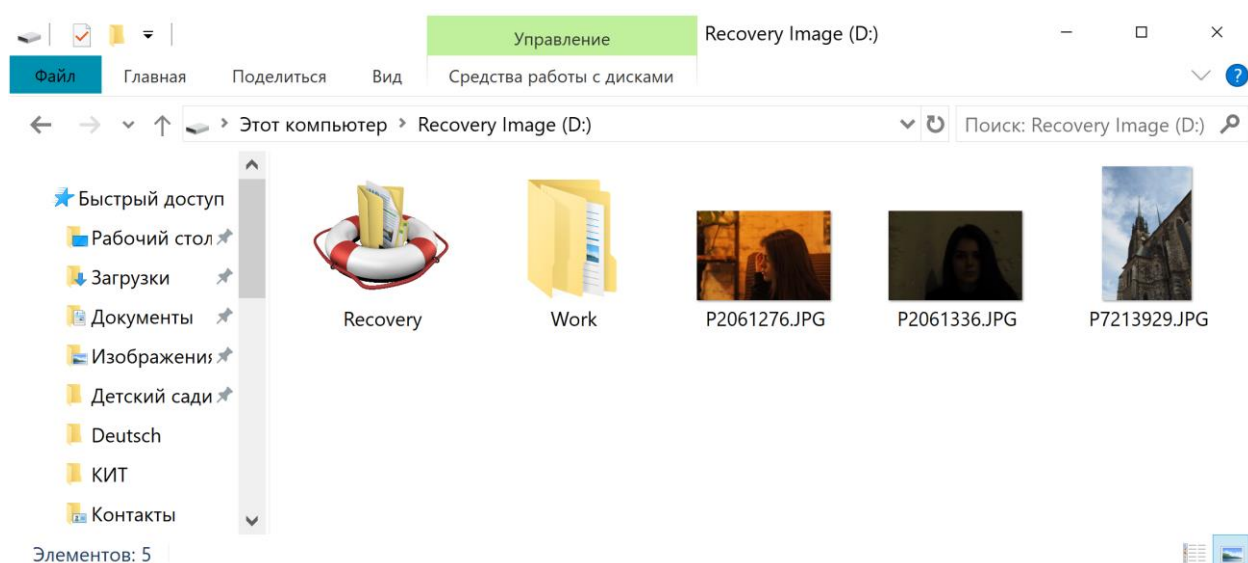 Управление
Recovery Image (D:)
Файл Главная Поделиться Вид Средства работы с дисками
Этот компьютер Recovery Image (D:) Поиск: Recovery Image (D:)
Быстрый доступ
Рабочий стол
Загрузки
Документы
Изображения
Детский сади
Deutsch
КИТ
Контакты
Recovery Work P2061276.JPG P2061336.JPG P7213929.JPG
Элементов: 5